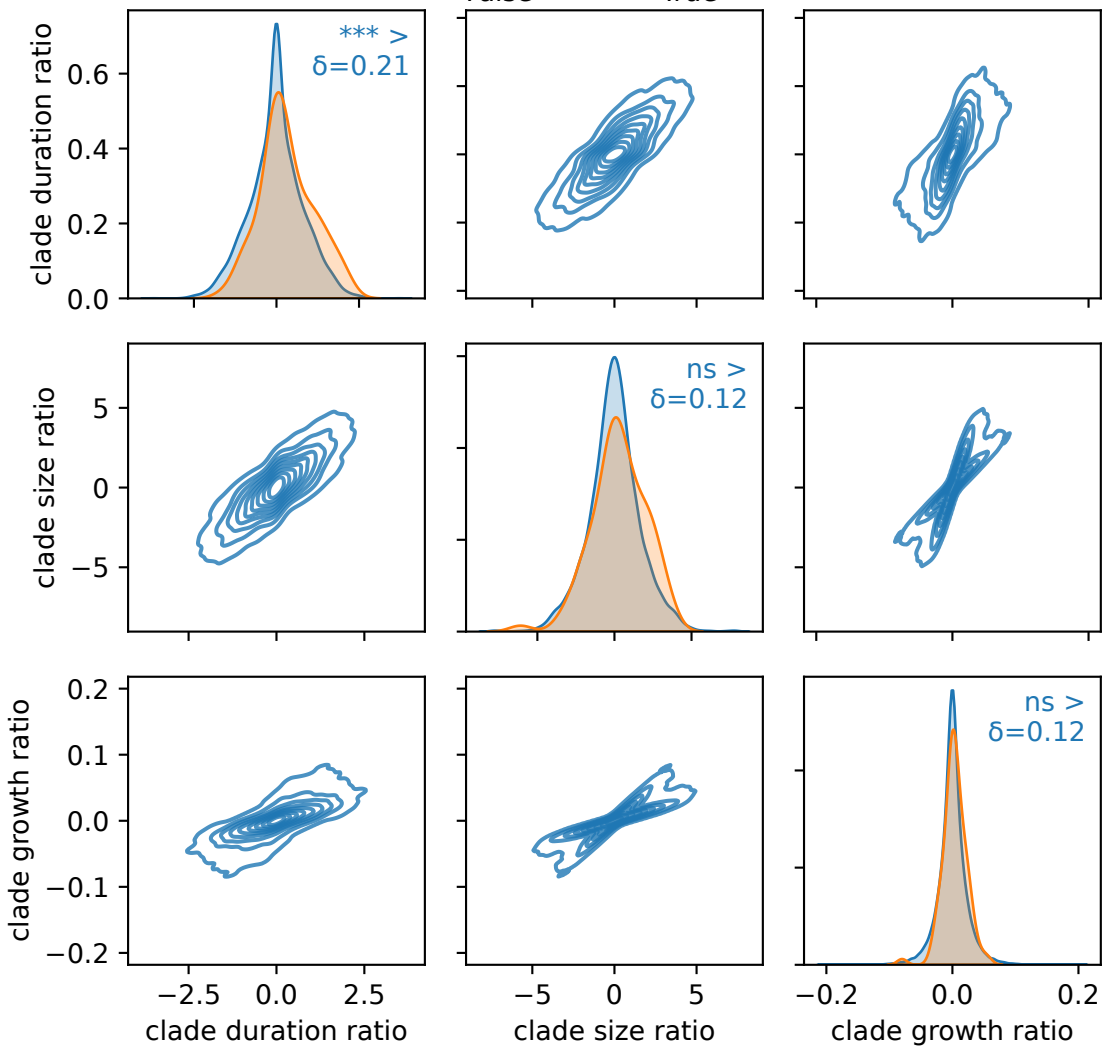 clade duration ratio
0.6
0.4
0.2
0.0
*** >
δ=0.21
clade size ratio
5
0
−5
ns >
δ=0.12
clade growth ratio
0.2
0.1
0.0
−0.1
−0.2
ns >
δ=0.12
−2.5 0.0 2.5
clade duration ratio
−5 0 5
clade size ratio
−0.2 0.0 0.2
clade growth ratio